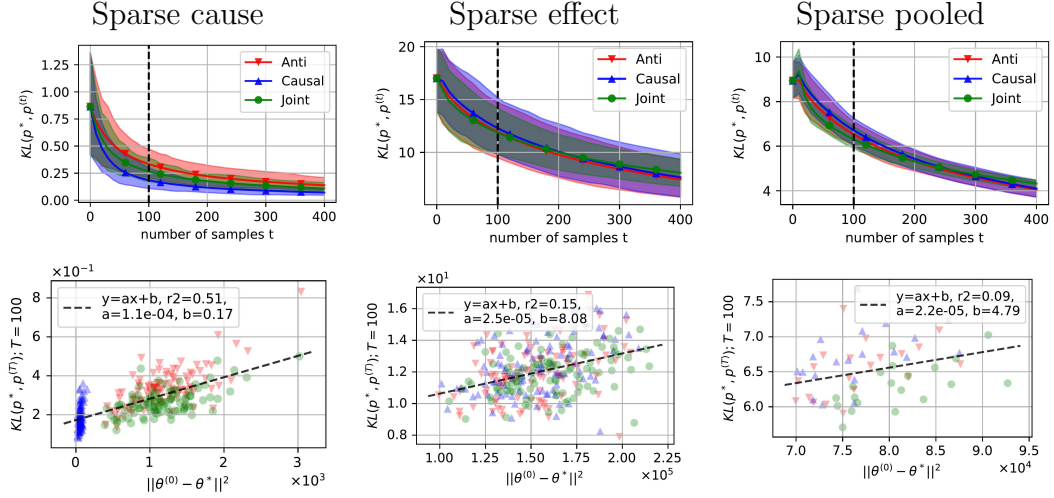 Sparse cause
Sparse effect
Sparse pooled
KL(p*, p(t))
1.25
1.00
0.75
0.50
0.25
0.00
Anti
Causal
Joint
0 100 200 300 400
number of samples t
KL(p*, p(t))
20
15
10
Anti
Causal
Joint
0 100 200 300 400
number of samples t
KL(p*, p(t))
10
8
6
4
Anti
Causal
Joint
0 100 200 300 400
number of samples t
×10−1
KL(p*, p(T)); T = 100
8
6
4
2
y=ax+b, r2=0.51,
a=1.1e-04, b=0.17
0 1 2 3
×10³
||θ(0) − θ*||²
×10¹
KL(p*, p(T)); T = 100
1.6
1.4
1.2
1.0
0.8
y=ax+b, r2=0.15,
a=2.5e-05, b=8.08
1.00 1.25 1.50 1.75 2.00 2.25
×10⁵
||θ(0) − θ*||²
KL(p*, p(T)); T = 100
7.5
7.0
6.5
6.0
y=ax+b, r2=0.09,
a=2.2e-05, b=4.79
7.0 7.5 8.0 8.5 9.0 9.5
×10⁴
||θ(0) − θ*||²